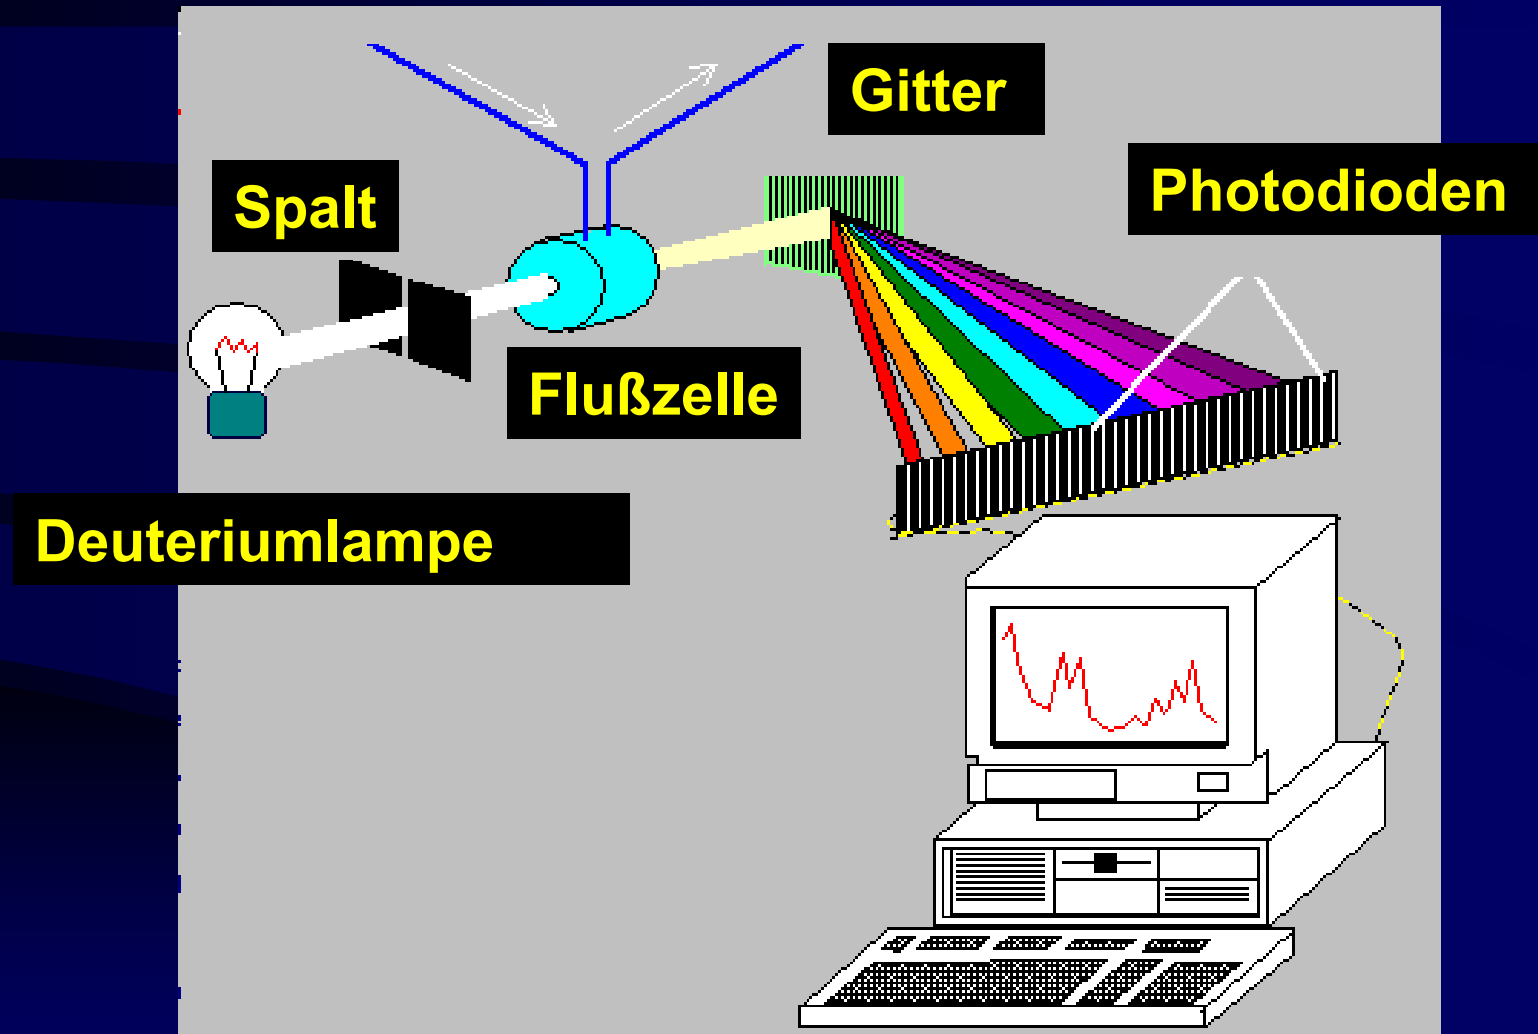 Gitter
Photodioden
Spalt
Flußzelle
Deuteriumlampe